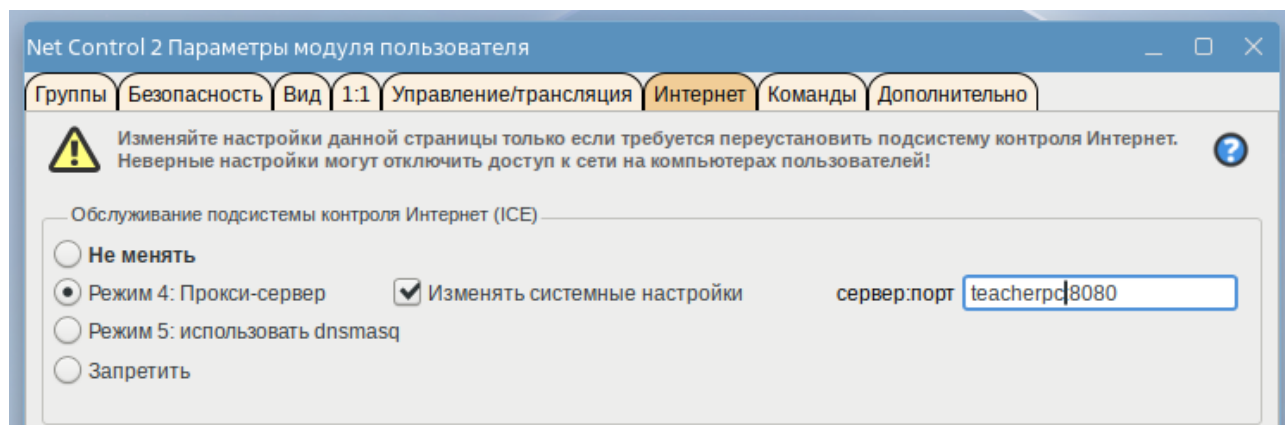 Net Control 2 Параметры модуля пользователя
Группы Безопасность Вид 1:1 Управление/трансляция Интернет Команды Дополнительно
Изменяйте настройки данной страницы только если требуется переустановить подсистему контроля Интернет.
Неверные настройки могут отключить доступ к сети на компьютерах пользователей!
Обслуживание подсистемы контроля Интернет (ICE)
Не менять
Режим 4: Прокси-сервер Изменять системные настройки сервер:порт teacherpc:8080
Режим 5: использовать dnsmasq
Запретить